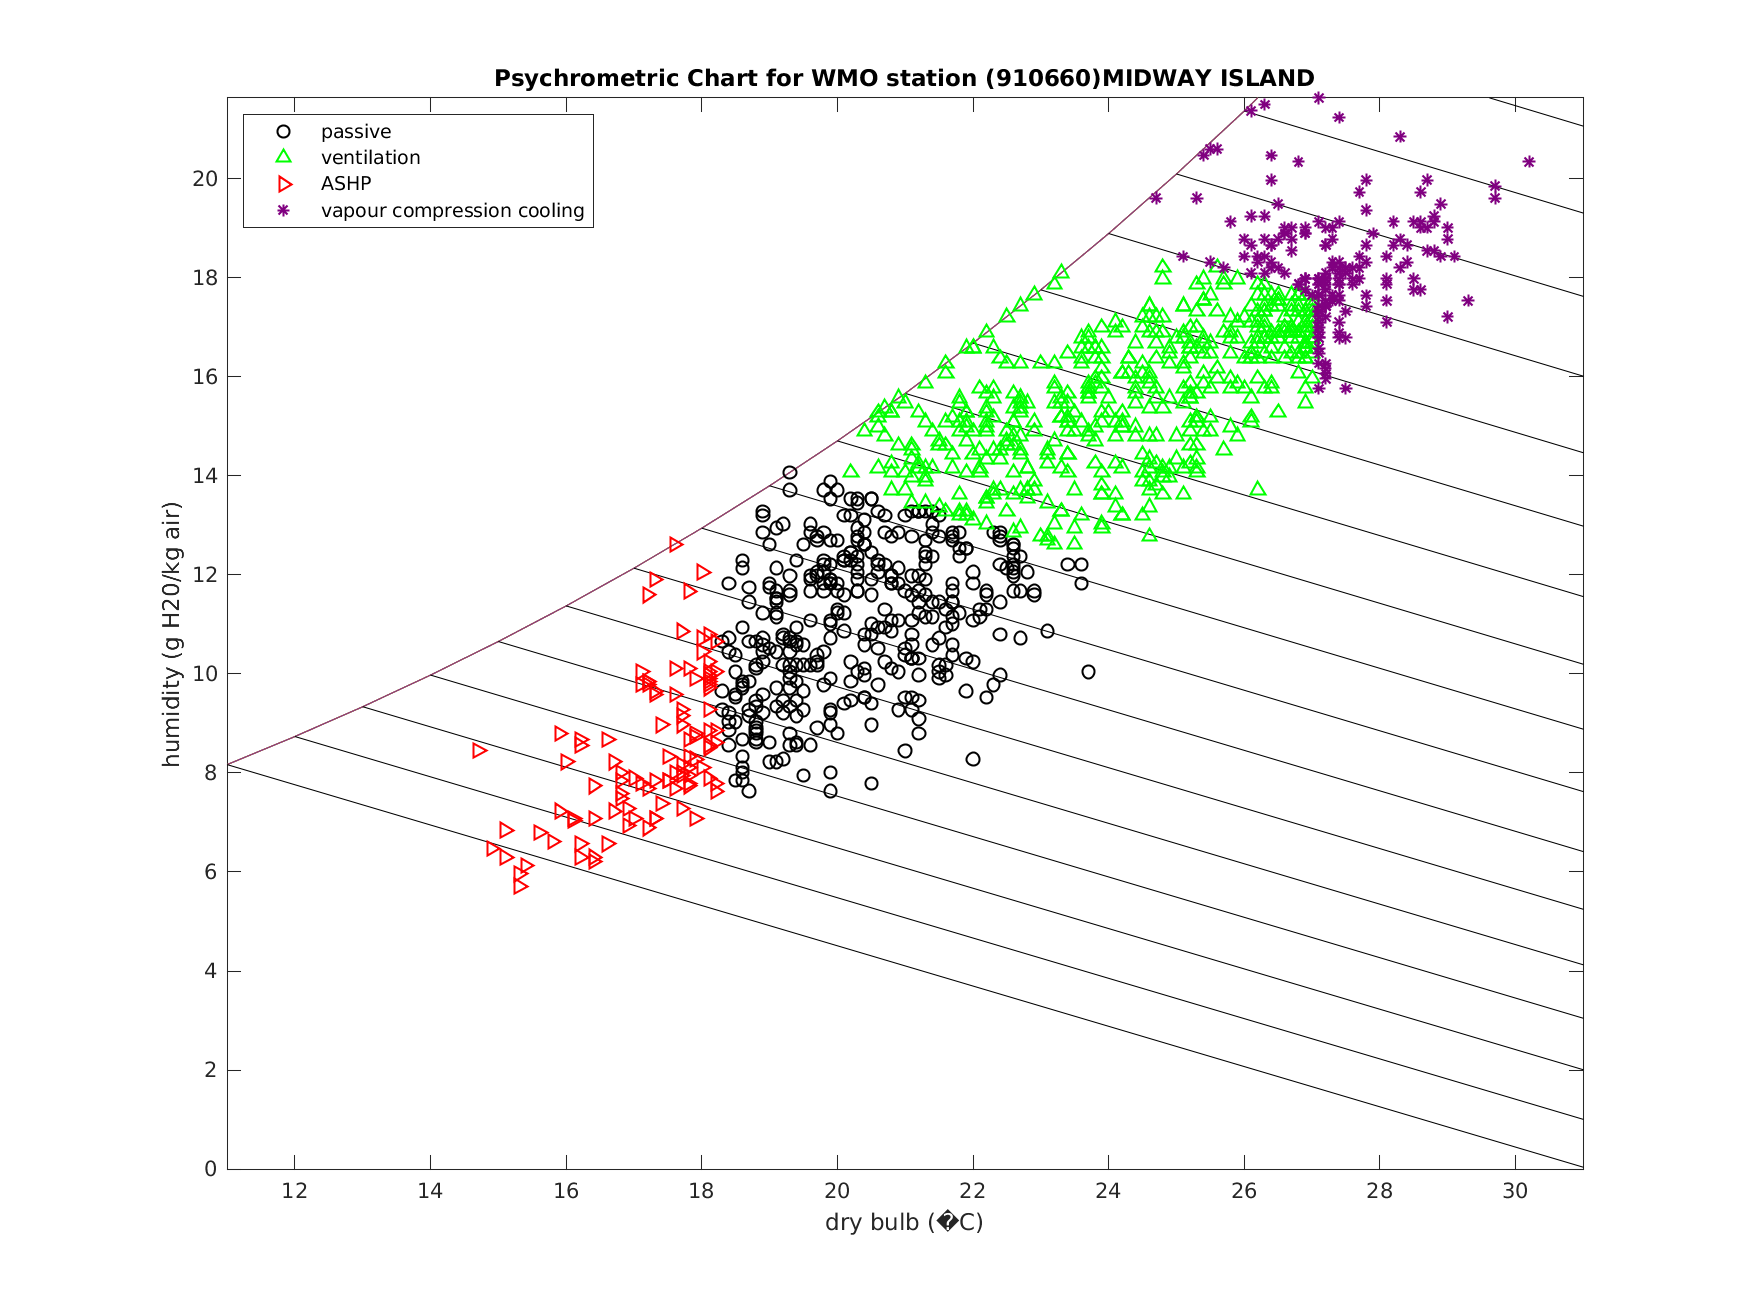 Psychrometric Chart for WMO station (910660)MIDWAY ISLAND
passive
ventilation
ASHP
vapour compression cooling
20
18
16
14
12
10
8
6
4
2
0
humidity (g H20/kg air)
12 14 16 18 20 22 24 26 28 30
dry bulb (�C)